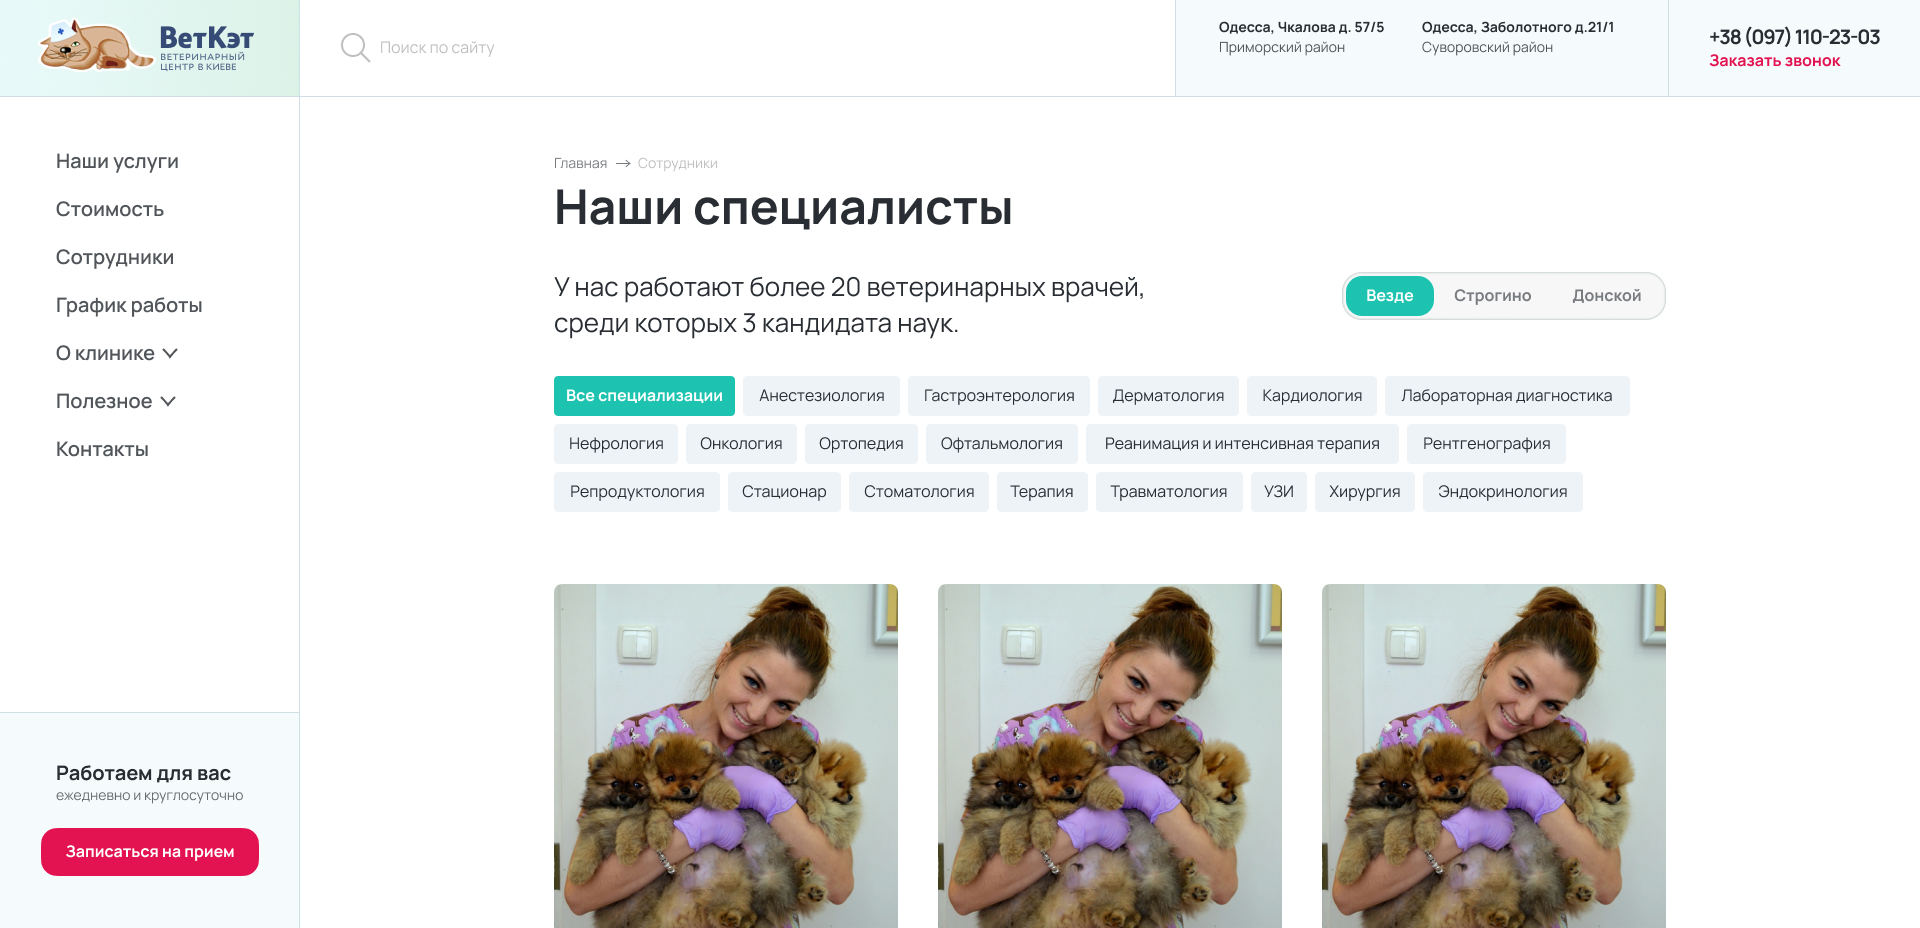 ВетКэт
ВЕТЕРИНАРНЫЙ
ЦЕНТР В КИЕВЕ
Поиск по сайту
Одесса, Чкалова д. 57/5
Приморский район
Одесса, Заболотного д.21/1
Суворовский район
+38 (097) 110-23-03
Заказать звонок
Наши услуги
Стоимость
Сотрудники
График работы
О клинике
Полезное
Контакты
Работаем для вас
ежедневно и круглосуточно
Записаться на прием
Главная → Сотрудники
Наши специалисты
У нас работают более 20 ветеринарных врачей,
среди которых 3 кандидата наук.
Везде Строгино Донской
Все специализации Анестезиология Гастроэнтерология Дерматология Кардиология Лабораторная диагностика
Нефрология Онкология Ортопедия Офтальмология Реанимация и интенсивная терапия Рентгенография
Репродуктология Стационар Стоматология Терапия Травматология УЗИ Хирургия Эндокринология